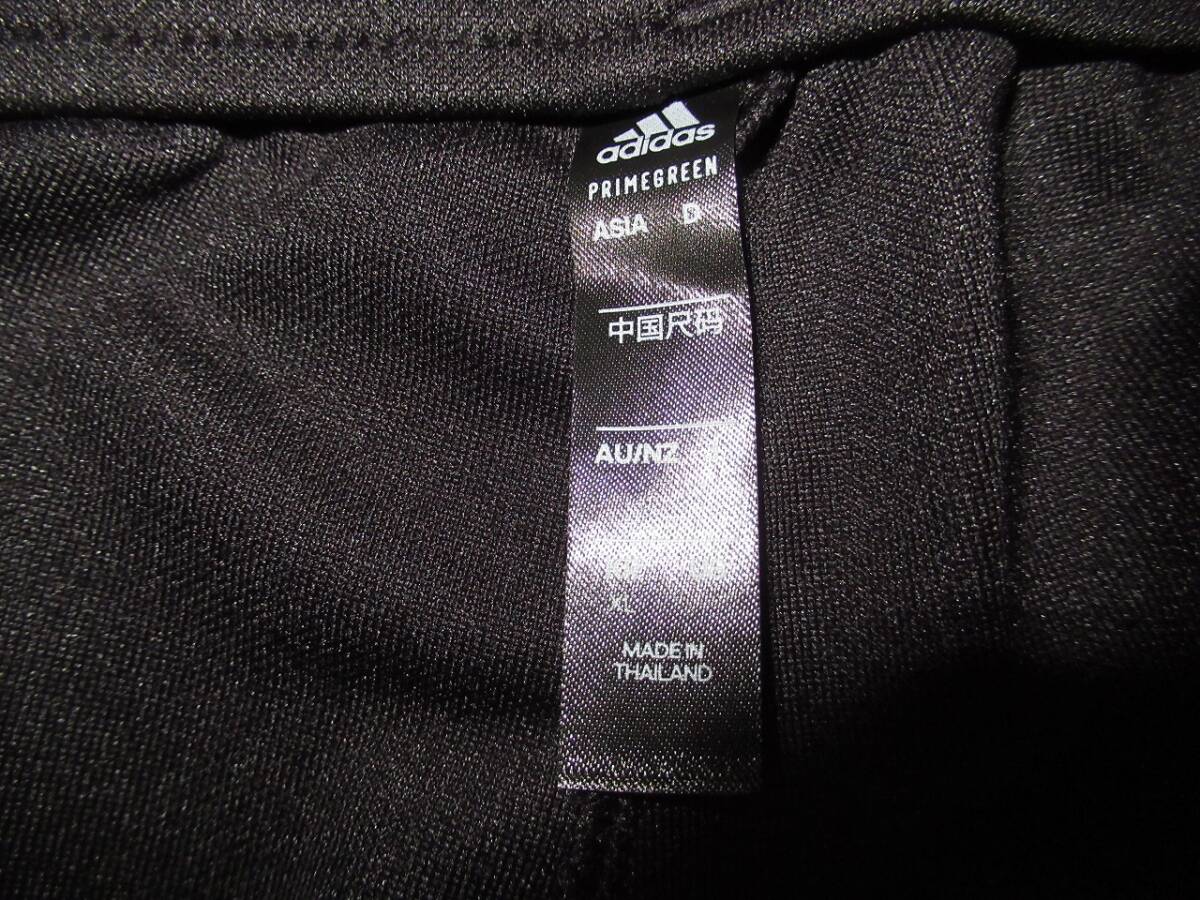 adidas
PRIMEGREEN
ASIA D
中国尺码
AU/NZ
XL
MADE IN
THAILAND